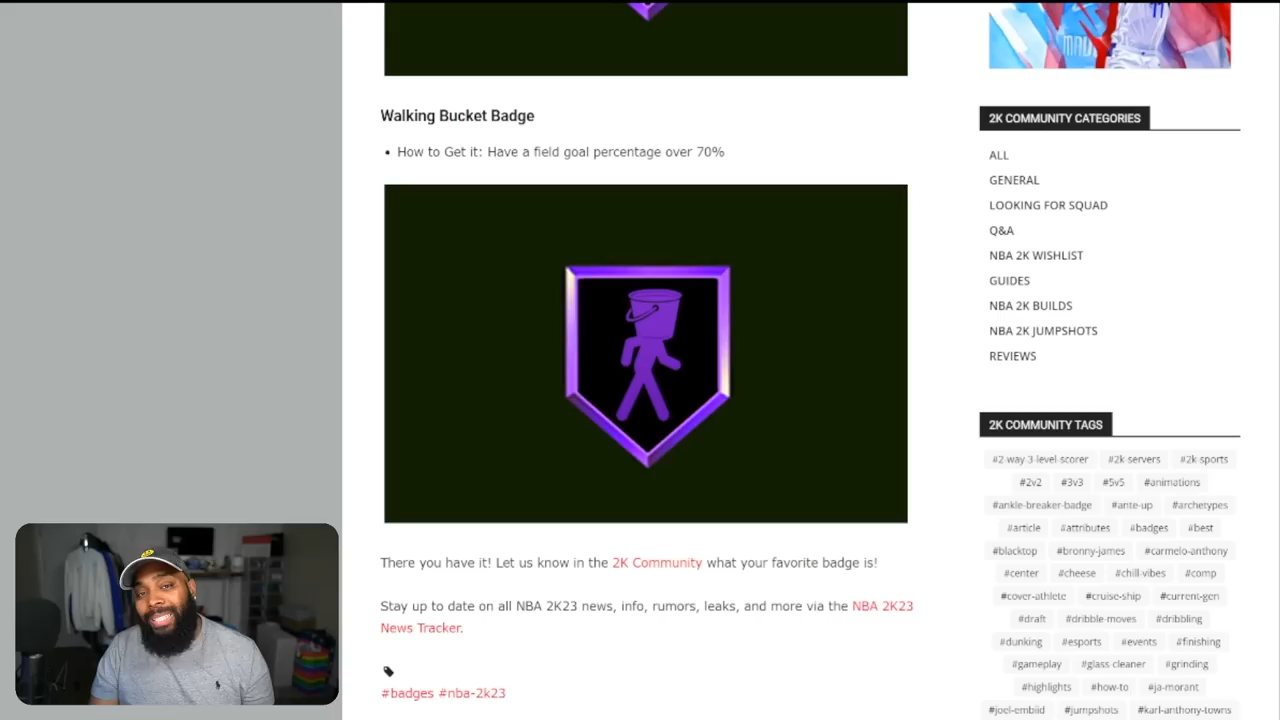 Walking Bucket Badge
• How to Get it: Have a field goal percentage over 70%
There you have it! Let us know in the 2K Community what your favorite badge is!
Stay up to date on all NBA 2K23 news, info, rumors, leaks, and more via the NBA 2K23
News Tracker.
#badges #nba-2k23
2K COMMUNITY CATEGORIES
ALL
GENERAL
LOOKING FOR SQUAD
Q&A
NBA 2K WISHLIST
GUIDES
NBA 2K BUILDS
NBA 2K JUMPSHOTS
REVIEWS
2K COMMUNITY TAGS
#2-way-3-level-scorer #2k-servers #2k-sports
#2v2 #3v3 #5v5 #animations
#ankle-breaker-badge #ante-up #archetypes
#article #attributes #badges #best
#blacktop #bronny-james #carmelo-anthony
#center #cheese #chill-vibes #comp
#cover-athlete #cruise-ship #current-gen
#draft #dribble-moves #dribbling
#dunking #esports #events #finishing
#gameplay #glass-cleaner #grinding
#highlights #how-to #ja-morant
#joel-embiid #jumpshots #karl-anthony-towns